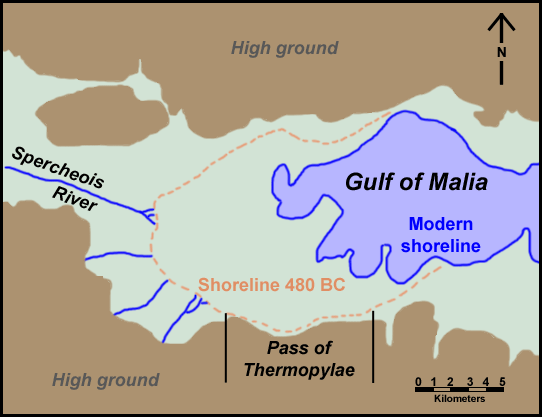 High ground
N
Spercheois
River
Gulf of Malia
Modern
shoreline
Shoreline 480 BC
Pass of
Thermopylae
High ground
0 1 2 3 4 5
Kilometers